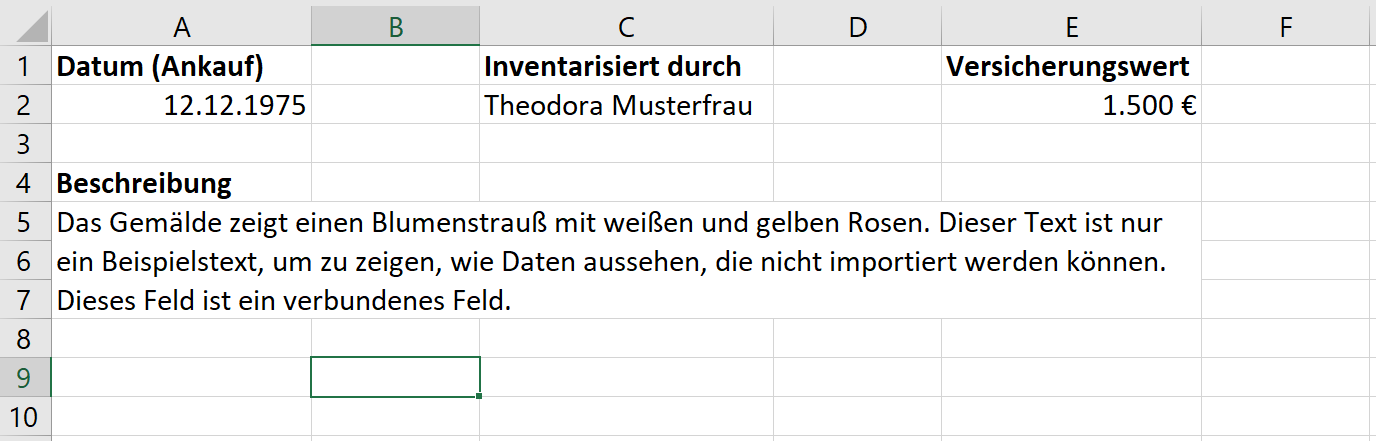 A B C D E F
1 Datum (Ankauf) Inventarisiert durch Versicherungswert
2 12.12.1975 Theodora Musterfrau 1.500 €
3
4 Beschreibung
5 Das Gemälde zeigt einen Blumenstrauß mit weißen und gelben Rosen. Dieser Text ist nur
6 ein Beispielstext, um zu zeigen, wie Daten aussehen, die nicht importiert werden können.
7 Dieses Feld ist ein verbundenes Feld.
8
9
10